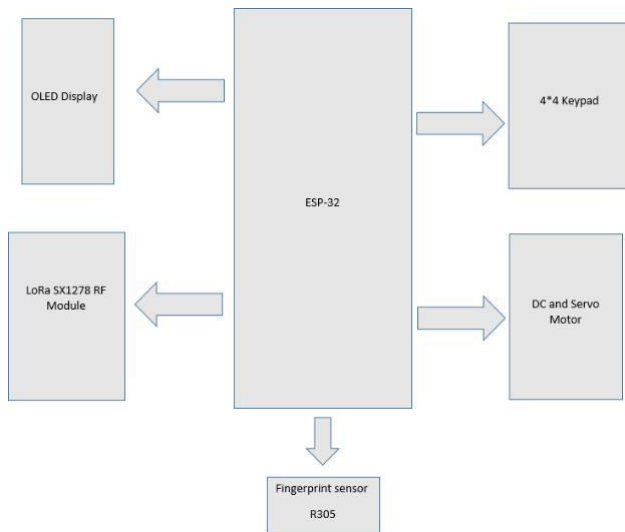 OLED Display
4*4 Keypad
ESP-32
LoRa SX1278 RF
Module
DC and Servo
Motor
Fingerprint sensor
R305